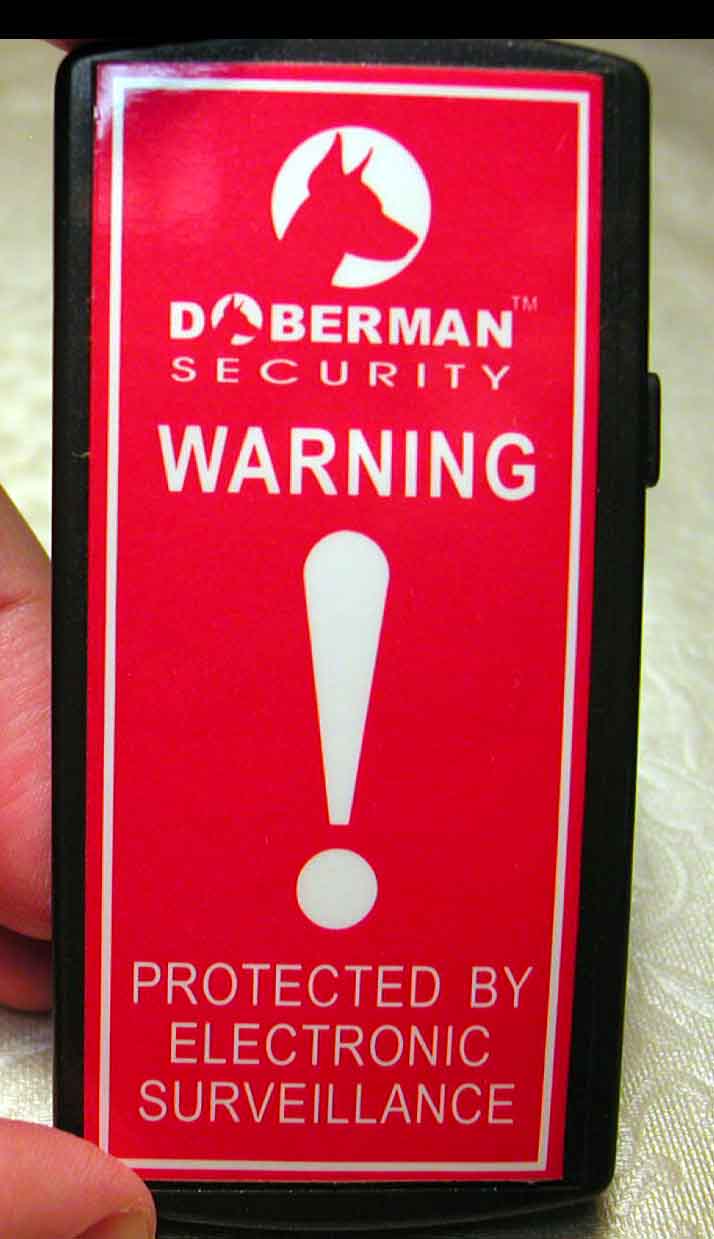 DOBERMAN™
SECURITY
WARNING
!
PROTECTED BY
ELECTRONIC
SURVEILLANCE